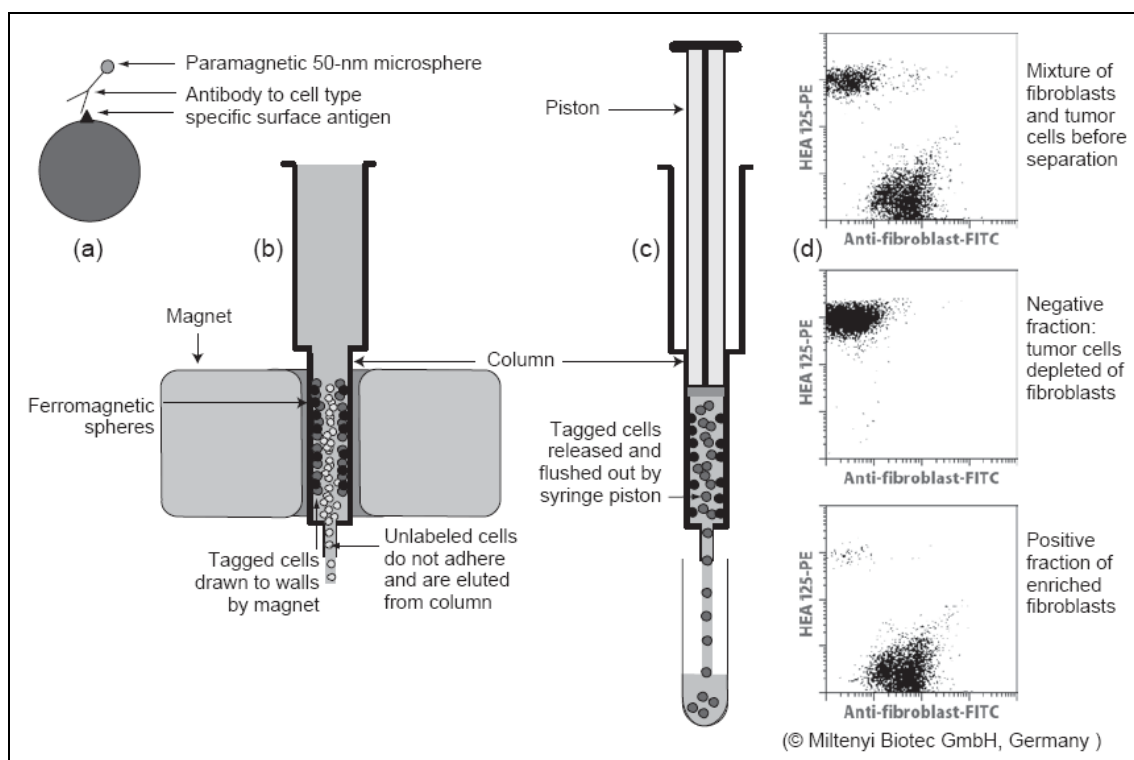 Paramagnetic 50-nm microsphere
Antibody to cell type
specific surface antigen
(a)
(b)
Magnet
Ferromagnetic
spheres
Tagged cells
drawn to walls
by magnet
Unlabeled cells
do not adhere
and are eluted
from column
Column
Piston
(c)
Tagged cells
released and
flushed out by
syringe piston
(d)
HEA 125-PE
Anti-fibroblast-FITC
Mixture of
fibroblasts
and tumor
cells before
separation
HEA 125-PE
Anti-fibroblast-FITC
Negative
fraction:
tumor cells
depleted of
fibroblasts
HEA 125-PE
Anti-fibroblast-FITC
Positive
fraction of
enriched
fibroblasts
(© Miltenyi Biotec GmbH, Germany )